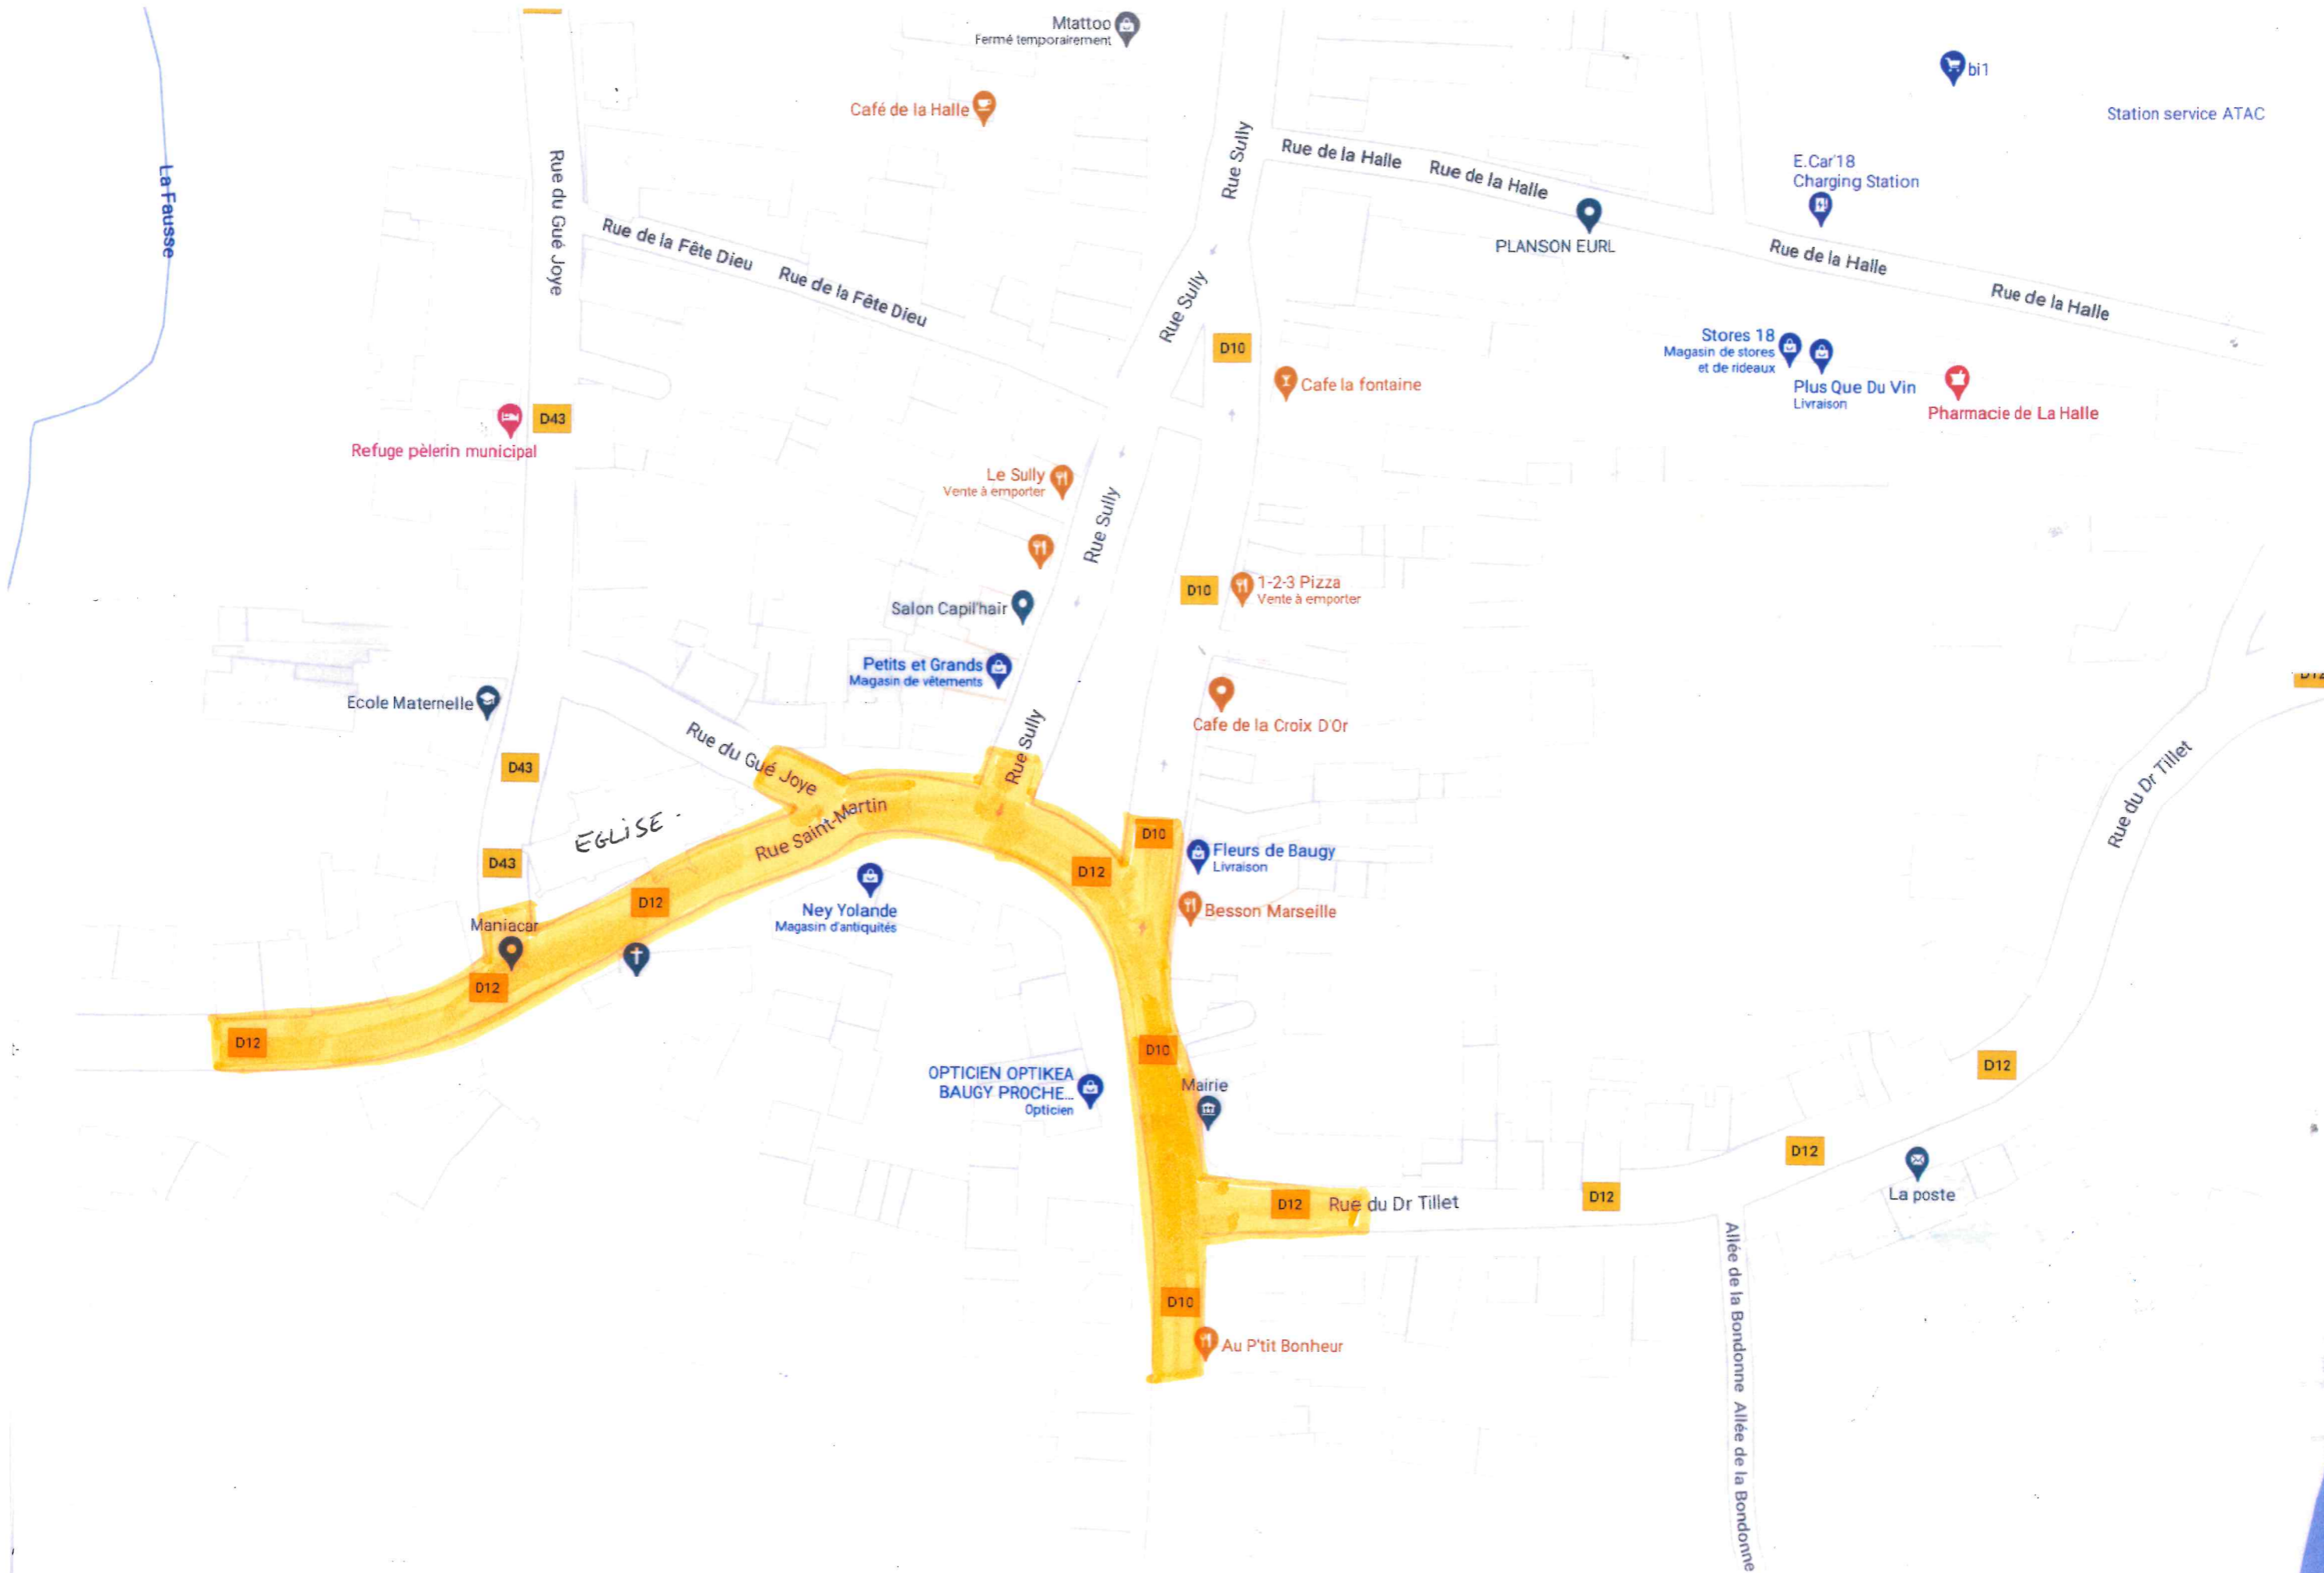 Mtattoo
Fermé temporairement
bi1
Café de la Halle
Station service ATAC
Rue Sully
Rue de la Halle
Rue de la Halle
E.Car'18
Charging Station
La Fausse
Rue du Gué Joye
Rue de la Fête Dieu
Rue de la Fête Dieu
PLANSON EURL
Rue de la Halle
Rue de la Halle
Rue Sully
D10
Stores 18
Magasin de stores
et de rideaux
Plus Que Du Vin
Livraison
Cafe la fontaine
Pharmacie de La Halle
D43
Refuge pèlerin municipal
Le Sully
Vente à emporter
Rue Sully
D10
1-2-3 Pizza
Vente à emporter
Salon Capil'hair
Petits et Grands
Magasin de vêtements
D12
Ecole Maternelle
Cafe de la Croix D'Or
Rue Sully
Rue du Gué Joye
D43
Rue du Dr Tillet
EGLISE -
Rue Saint-Martin
D10
D43
Fleurs de Baugy
Livraison
D12
D12
Ney Yolande
Magasin d'antiquités
Besson Marseille
Maniacar
D12
D12
D10
D12
OPTICIEN OPTIKEA
BAUGY PROCHE...
Opticien
Mairie
D12
La poste
D12
Rue du Dr Tillet
D12
D10
Au P'tit Bonheur
Allée de la Bondonne
Allée de la Bondonne